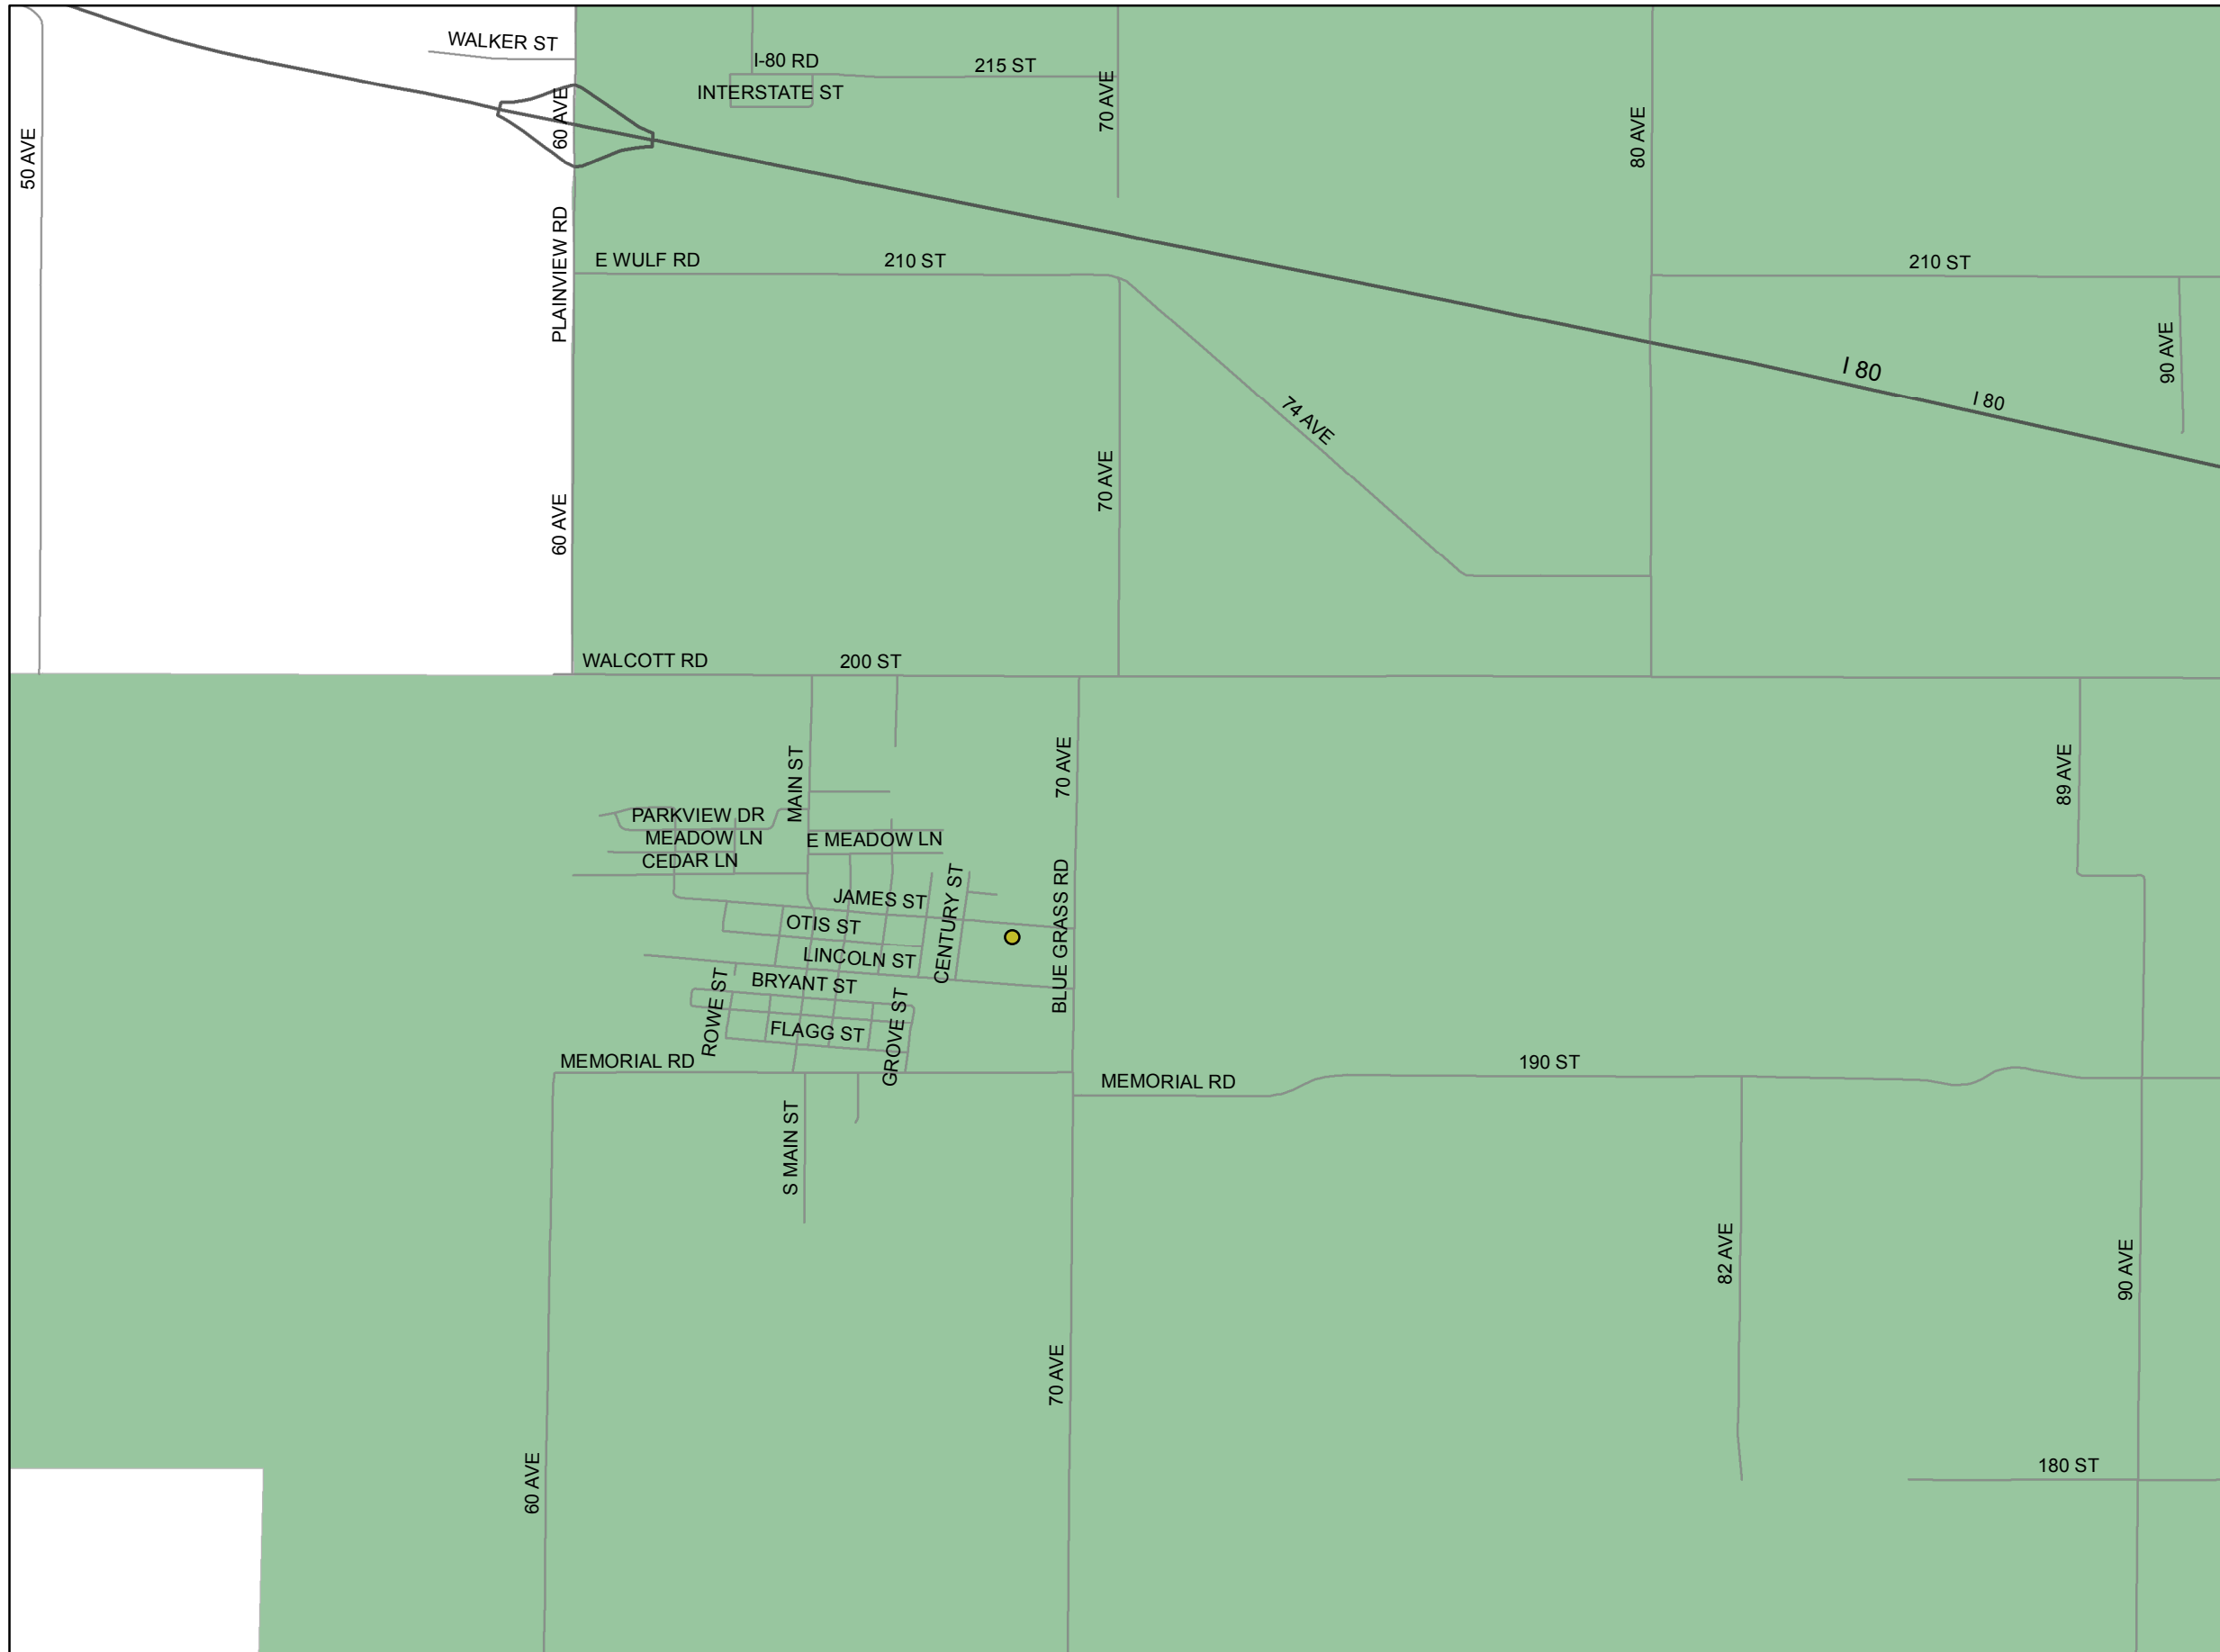 WALKER ST
I-80 RD
215 ST
INTERSTATE ST
60 AVE
70 AVE
80 AVE
50 AVE
PLAINVIEW RD
E WULF RD
210 ST
210 ST
90 AVE
I 80
I 80
74 AVE
70 AVE
60 AVE
WALCOTT RD
200 ST
MAIN ST
70 AVE
89 AVE
PARKVIEW DR
MEADOW LN
E MEADOW LN
CEDAR LN
JAMES ST
CENTURY ST
BLUE GRASS RD
OTIS ST
LINCOLN ST
BRYANT ST
ROWE ST
FLAGG ST
GROVE ST
MEMORIAL RD
190 ST
MEMORIAL RD
S MAIN ST
82 AVE
90 AVE
70 AVE
60 AVE
180 ST